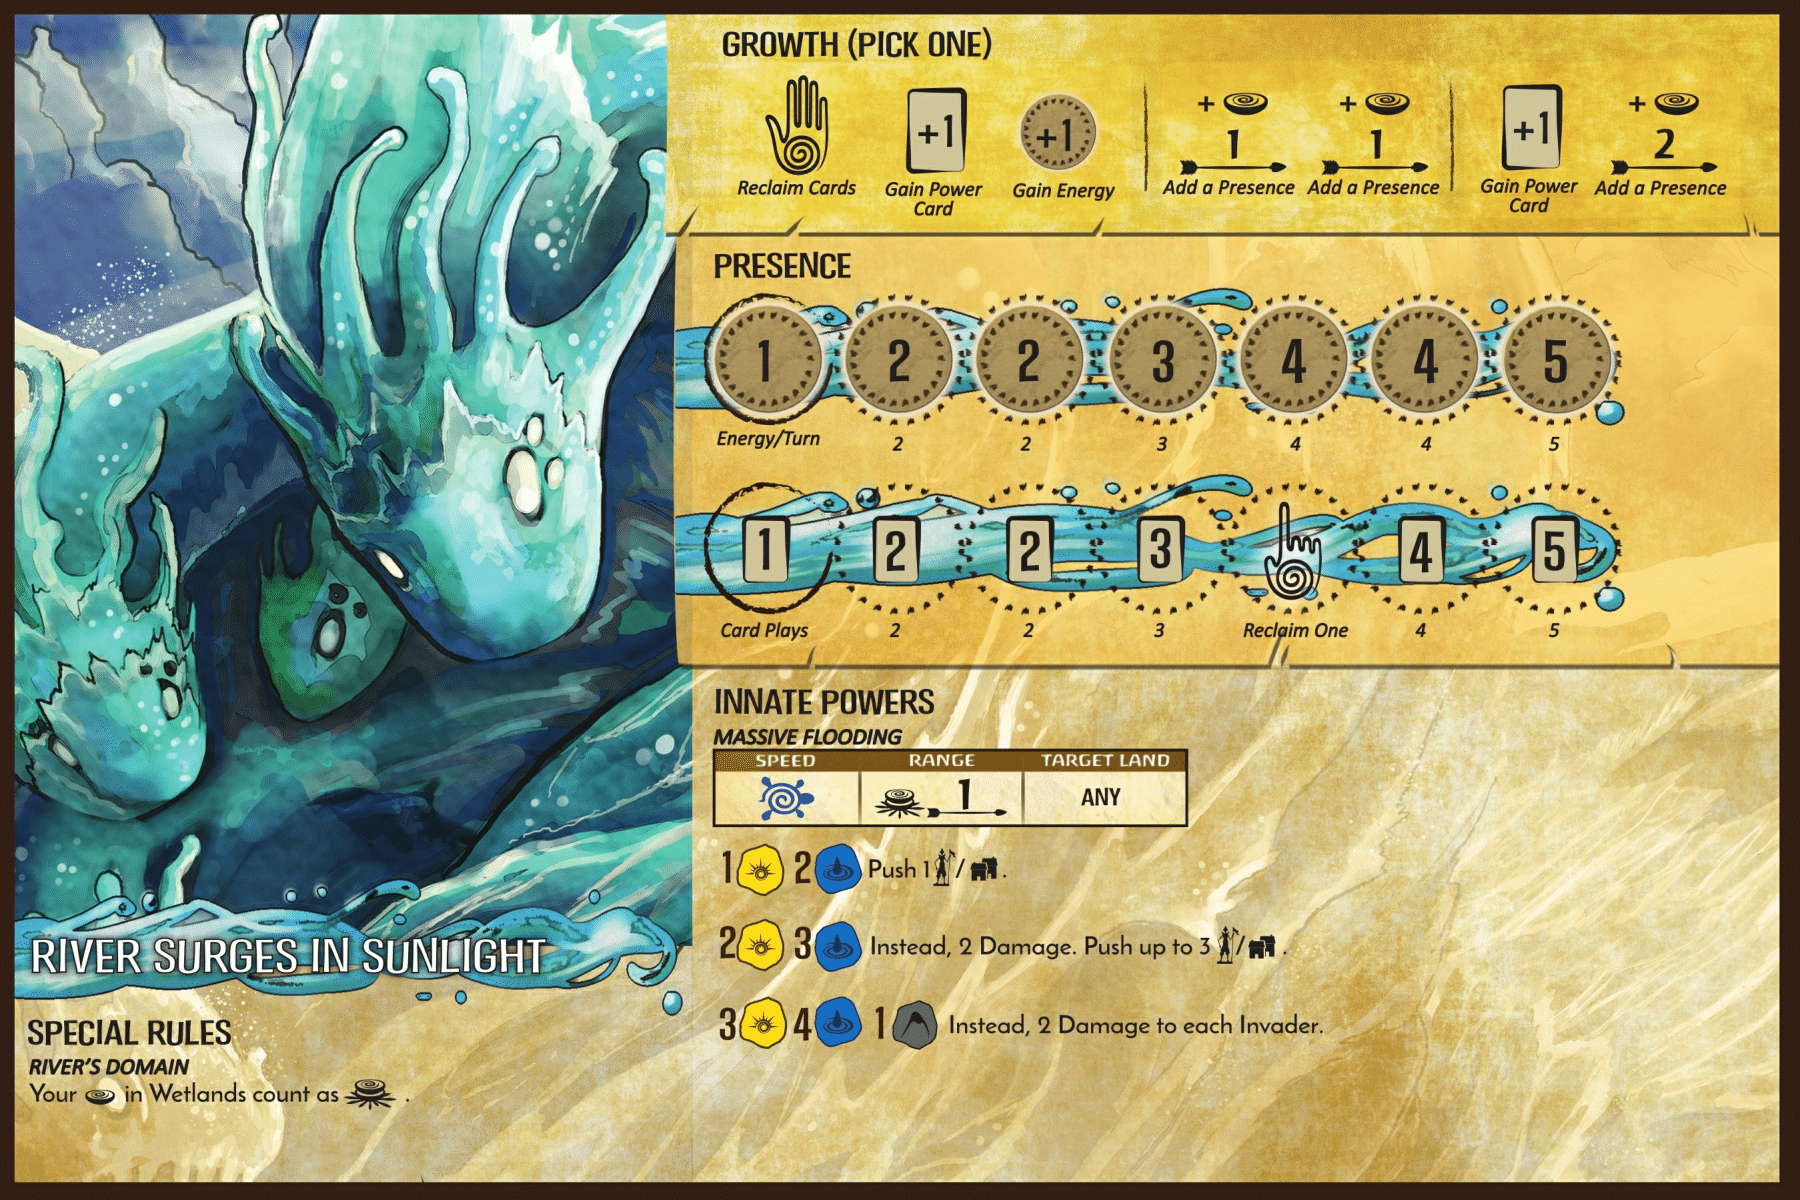 GROWTH (PICK ONE)
+1 +1 + 1 + 1 +1 + 2
Reclaim Cards Gain Power Card Gain Energy Add a Presence Add a Presence Gain Power Card Add a Presence
PRESENCE
1 2 2 3 4 4 5
Energy/Turn 2 2 3 4 4 5
1 2 2 3 4 5
Card Plays 2 2 3 Reclaim One 4 5
INNATE POWERS
MASSIVE FLOODING
SPEED RANGE TARGET LAND
1 ANY
1 2 Push 1 / .
2 3 Instead, 2 Damage. Push up to 3 / .
3 4 1 Instead, 2 Damage to each Invader.
RIVER SURGES IN SUNLIGHT
SPECIAL RULES
RIVER'S DOMAIN
Your in Wetlands count as .